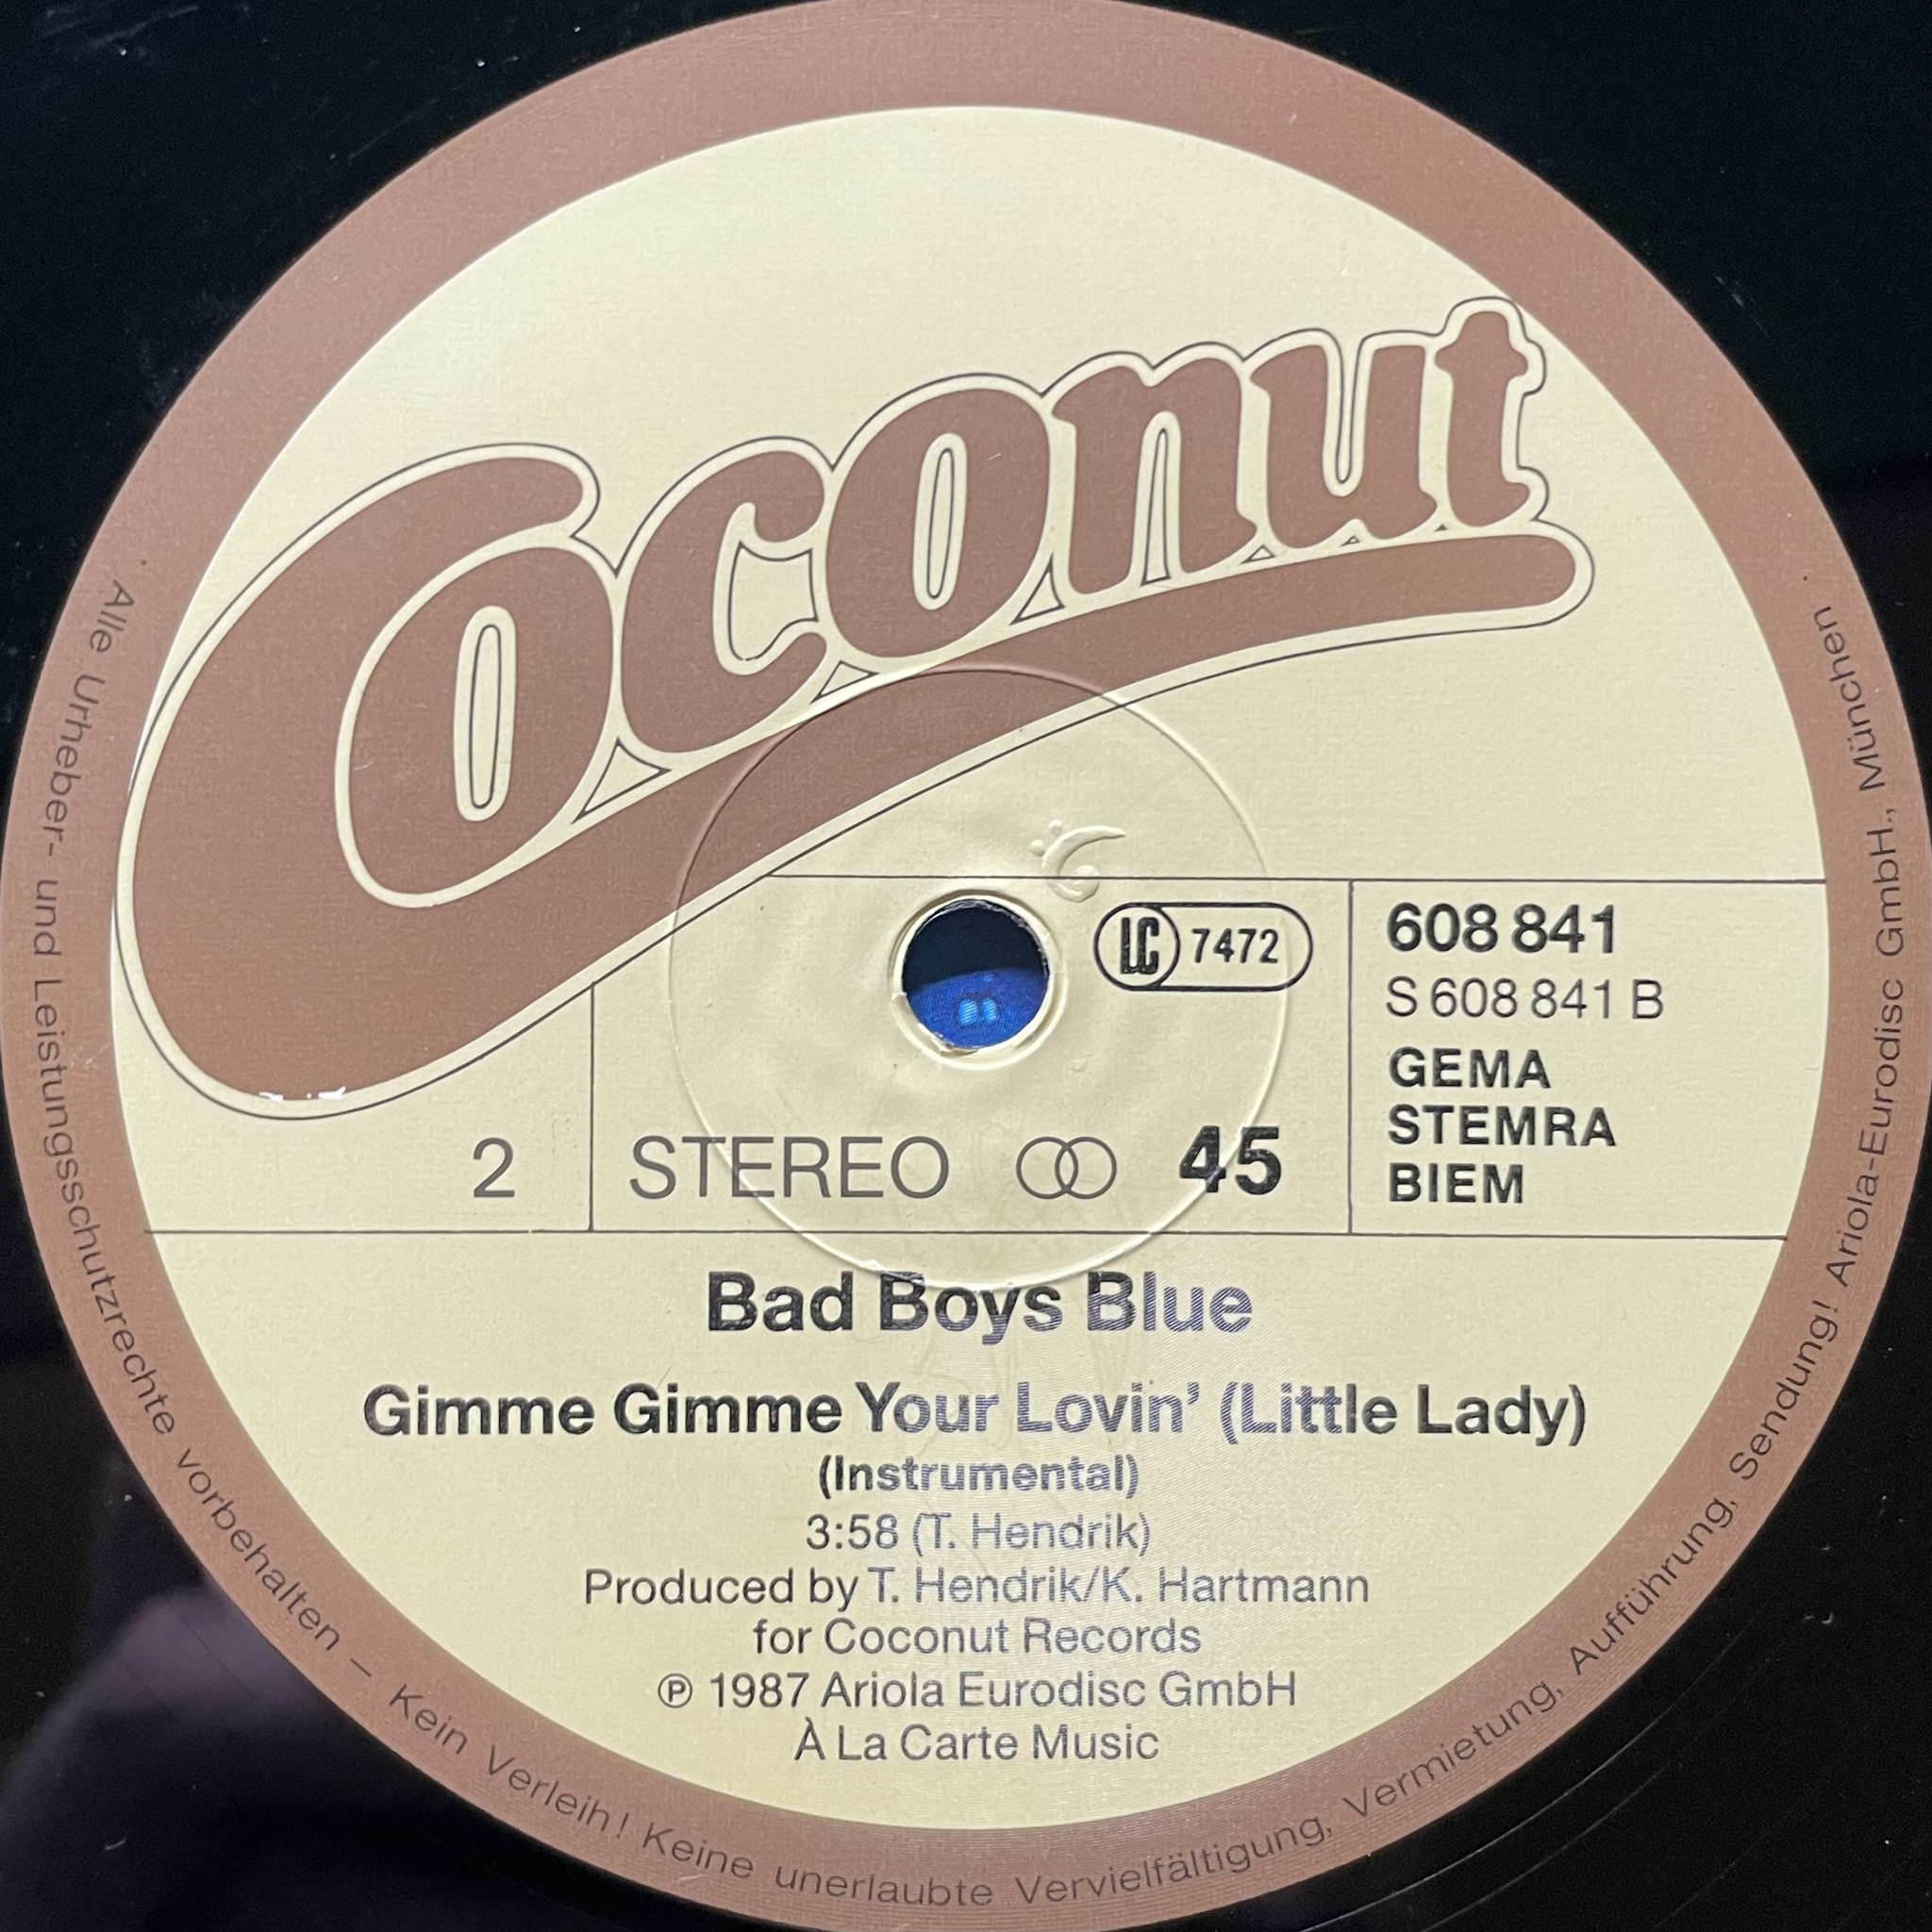 Coconut
LC 7472
608 841
S 608 841 B
GEMA
STEMRA
BIEM
2
STEREO 45
Bad Boys Blue
Gimme Gimme Your Lovin’ (Little Lady)
(Instrumental)
3:58 (T. Hendrik)
Produced by T. Hendrik/K. Hartmann
for Coconut Records
℗ 1987 Ariola Eurodisc GmbH
À La Carte Music
Alle Urheber- und Leistungsschutzrechte vorbehalten – Kein Verleih! Keine unerlaubte Vervielfältigung, Vermietung, Aufführung, Sendung! Ariola-Eurodisc GmbH., München